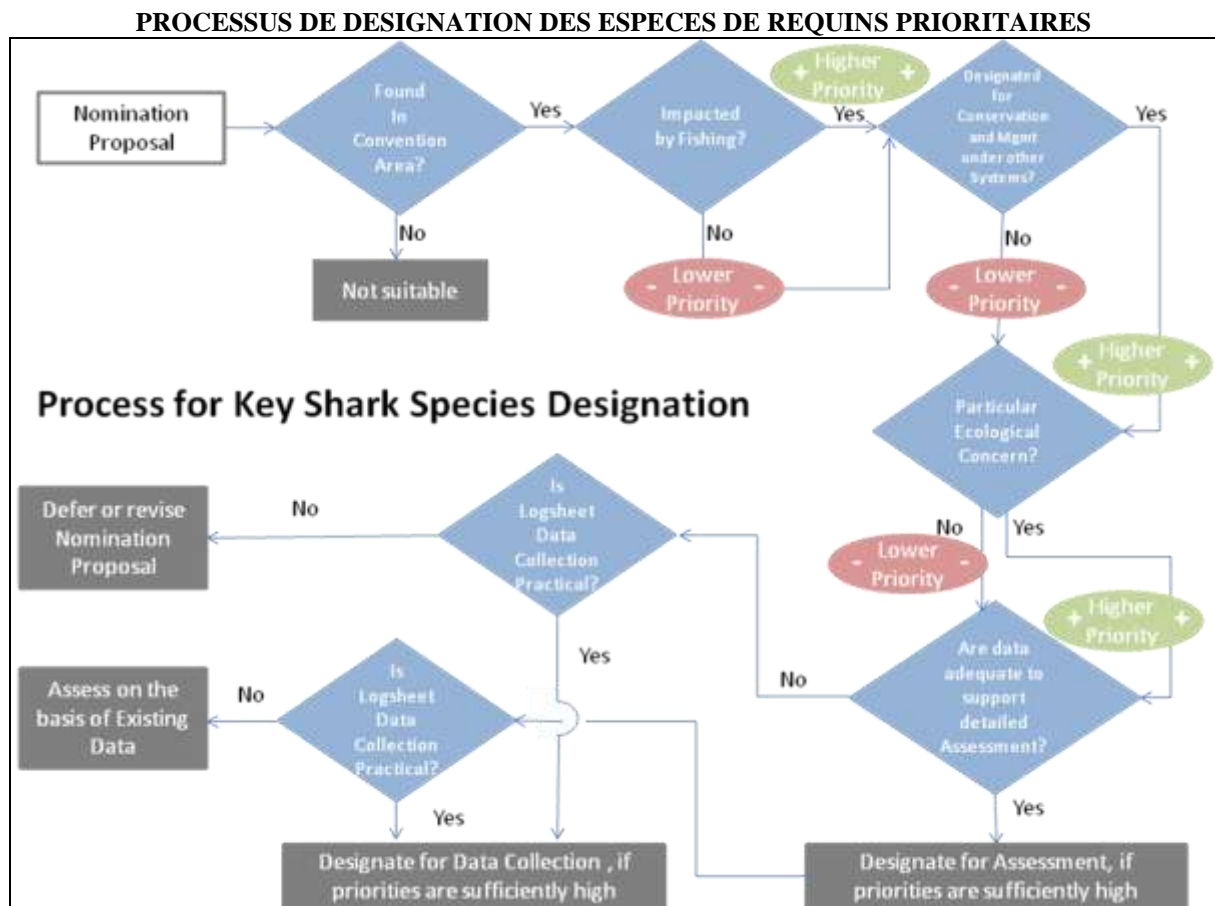 PROCESSUS DE DESIGNATION DES ESPECES DE REQUINS PRIORITAIRES
Nomination
Proposal
Found
In
Convention
Area?
Yes
No
Not suitable
Impacted
by Fishing?
+ Higher +
Priority
Yes
No
- Lower -
Priority
Designated
for
Conservation
and Mgmt
under other
Systems?
Yes
No
- Lower -
Priority
+ Higher +
Priority
Process for Key Shark Species Designation
Particular
Ecological
Concern?
No
Yes
- Lower -
Priority
+ Higher +
Priority
Are data
adequate to
support
detailed
Assessment?
No
Yes
Is
Logsheet
Data
Collection
Practical?
No
Yes
Defer or revise
Nomination
Proposal
Is
Logsheet
Data
Collection
Practical?
No
Yes
Assess on the
basis of Existing
Data
Designate for Data Collection , if
priorities are sufficiently high
Designate for Assessment, if
priorities are sufficiently high